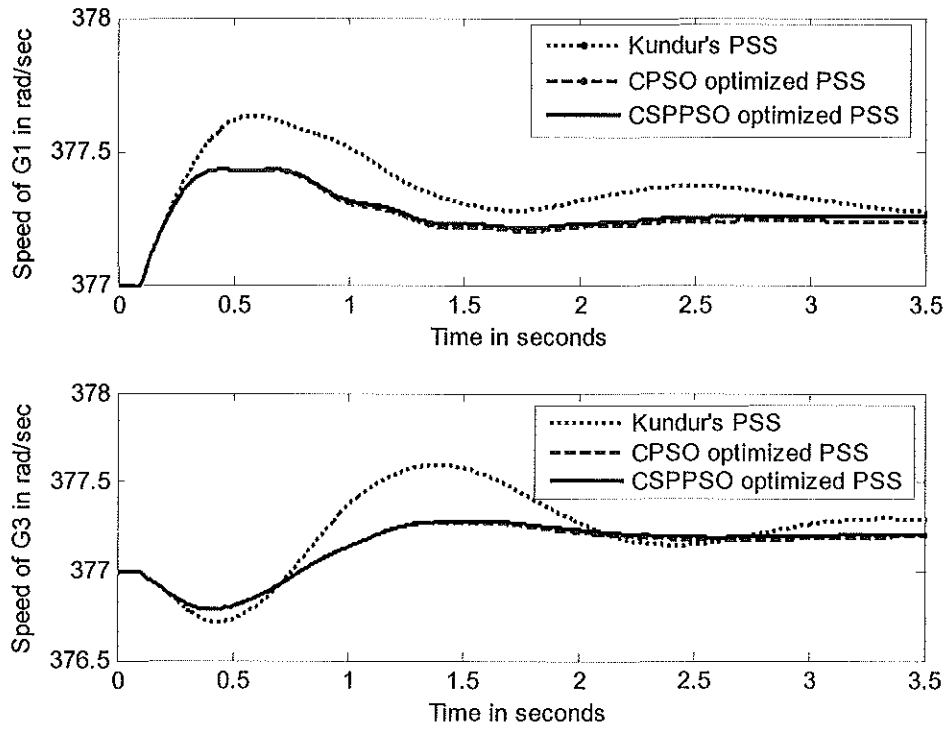 378
377.5
377
Speed of G1 in rad/sec
Kundur's PSS
CPSO optimized PSS
CSPPSO optimized PSS
0 0.5 1 1.5 2 2.5 3 3.5
Time in seconds
378
377.5
377
376.5
Speed of G3 in rad/sec
Kundur's PSS
CPSO optimized PSS
CSPPSO optimized PSS
0 0.5 1 1.5 2 2.5 3 3.5
Time in seconds